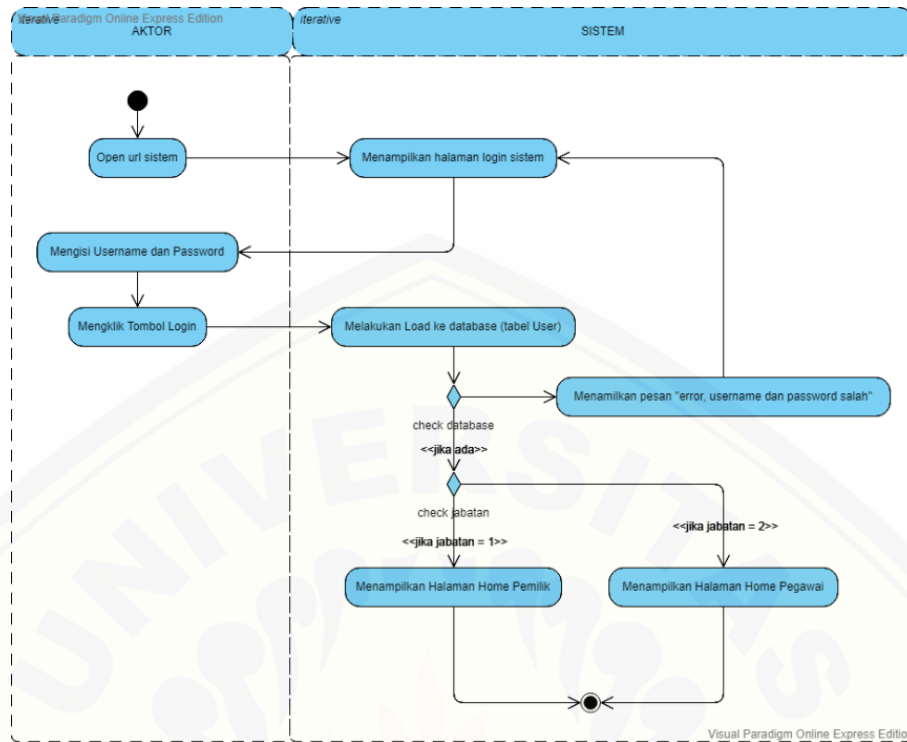 Visual Paradigm Online Express Edition
iterative
AKTOR
iterative
SISTEM
Open url sistem
Menampilkan halaman login sistem
Mengisi Username dan Password
Mengklik Tombol Login
Melakukan Load ke database (tabel User)
Menamilkan pesan "error, username dan password salah"
check database
<<jika ada>>
check jabatan
<<jika jabatan = 1>>
<<jika jabatan = 2>>
Menampilkan Halaman Home Pemilik
Menampilkan Halaman Home Pegawai
UNIVERSITAS
Visual Paradigm Online Express Editio